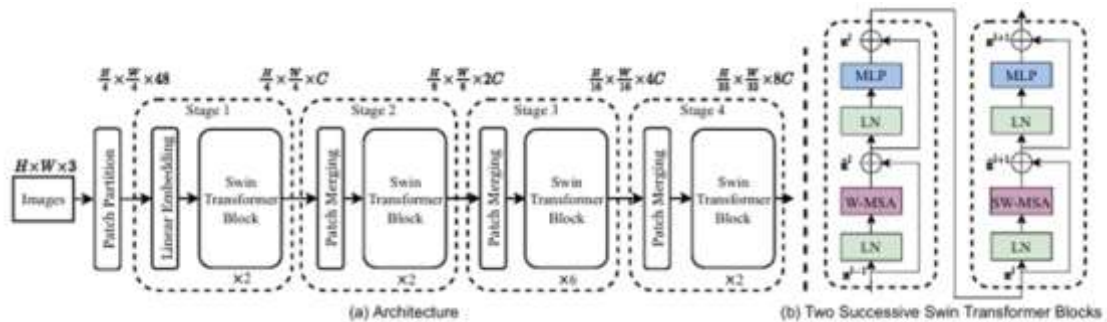 H/4 × W/4 × 48
H/4 × W/4 × C
H/8 × W/8 × 2C
H/16 × W/16 × 4C
H/32 × W/32 × 8C
Stage 1
Stage 2
Stage 3
Stage 4
H×W×3
Images
Patch Partition
Linear Embedding
Swin
Transformer
Block
×2
Patch Merging
Swin
Transformer
Block
×2
Patch Merging
Swin
Transformer
Block
×6
Patch Merging
Swin
Transformer
Block
×2
(a) Architecture
MLP
LN
W-MSA
LN
MLP
LN
SW-MSA
LN
(b) Two Successive Swin Transformer Blocks